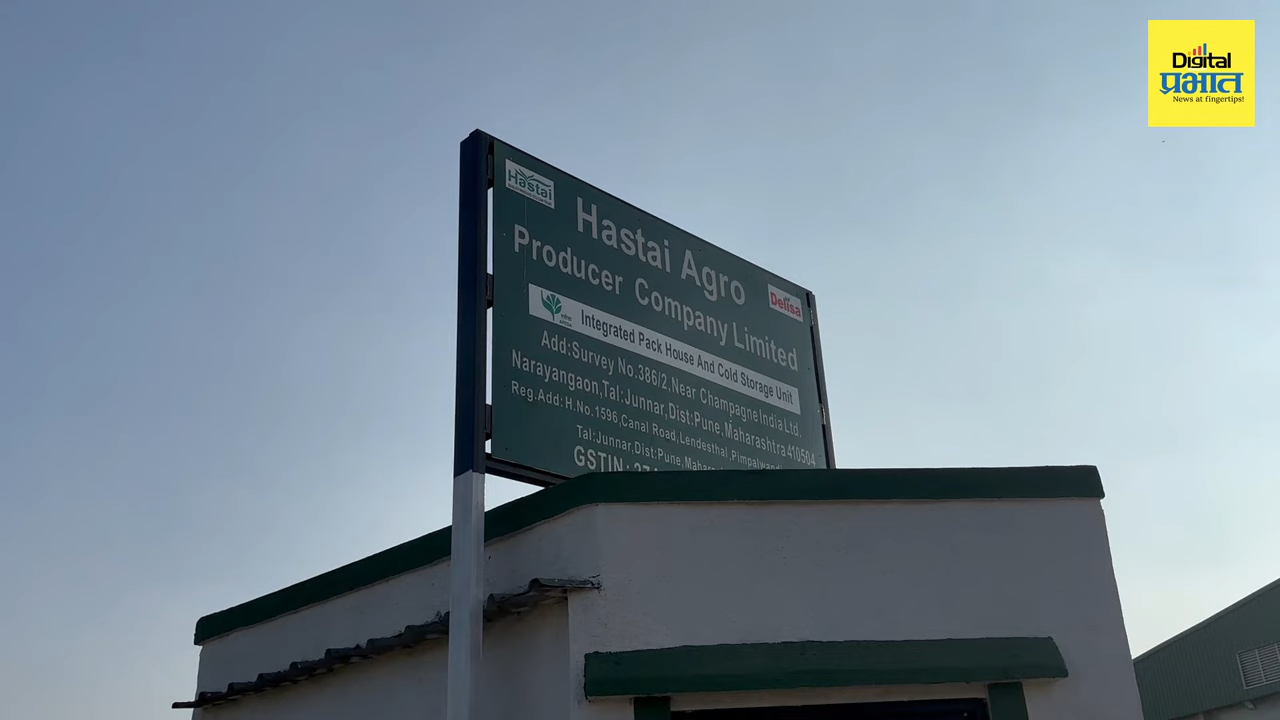 Digital
प्रभात
News at fingertips!
Hastai
Hastai Agro
Producer Company Limited
Delisa
Integrated Pack House And Cold Storage Unit
Add:Survey No.386/2,Near Champagne India Ltd.
Narayangaon,Tal:Junnar,Dist:Pune,Maharashtra 410504
Reg.Add: H.No.1596,Canal Road,Lendesthal,
Tal:Junnar,Dist:Pune,
GSTIN: